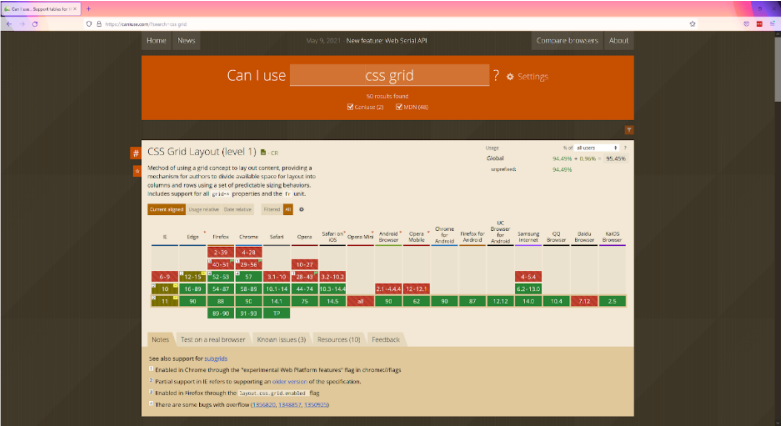 Can I use... Support tables for
https://caniuse.com/?search=css grid
Home News May 9, 2021 New feature: Web Serial API Compare browsers About
Can I use css grid ? Settings
50 results found
Caniuse (2) MDN (48)
#
CSS Grid Layout (level 1) - CR
Usage % of all users ?
Global 94.49% + 0.96% = 95.45%
unprefixed: 94.49%
Method of using a grid concept to lay out content, providing a
mechanism for authors to divide available space for layout into
columns and rows using a set of predictable sizing behaviors.
Includes support for all grid-* properties and the fr unit.
Current aligned Usage relative Date relative Filtered All
IE Edge Firefox Chrome Safari Opera Safari on iOS Opera Mini Android Browser Opera Mobile Chrome for Android Firefox for Android UC Browser for Android Samsung Internet QQ Browser Baidu Browser KaiOS Browser
2-39 4-28
40-51 29-56 10-27
6-9 12-15 52-53 57 3.1-10 28-43 3.2-10.2 4-5.4
10 16-89 54-87 58-89 10.1-14 44-74 10.3-14.4 2.1-4.4.4 12-12.1 6.2-13.0
11 90 88 90 14.1 75 14.5 all 90 62 90 87 12.12 14.0 10.4 7.12 2.5
89-90 91-93 TP
Notes Test on a real browser Known issues (3) Resources (10) Feedback
See also support for subgrids
Enabled in Chrome through the "experimental Web Platform features" flag in chrome://flags
Partial support in IE refers to supporting an older version of the specification.
Enabled in Firefox through the layout.css.grid.enabled flag
There are some bugs with overflow (1356820, 1348857, 1350925)